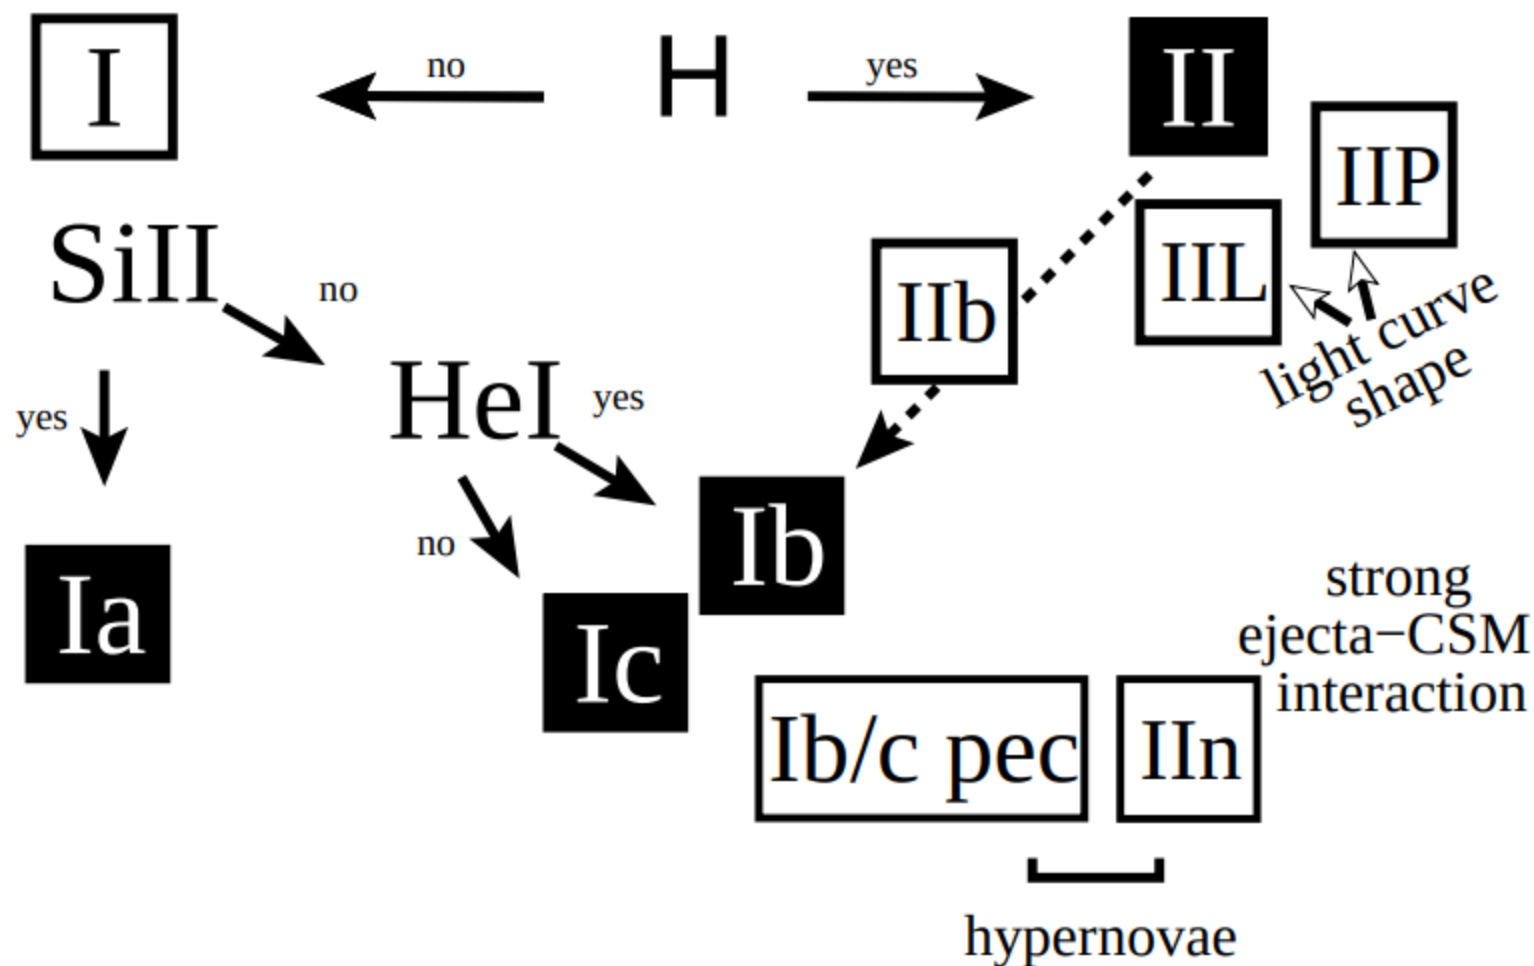 I
no
H
yes
II
IIP
SiII
no
IIL
IIb
light curve
shape
HeI
yes
yes
no
Ib
Ia
Ic
strong
ejecta−CSM
interaction
Ib/c pec
IIn
hypernovae